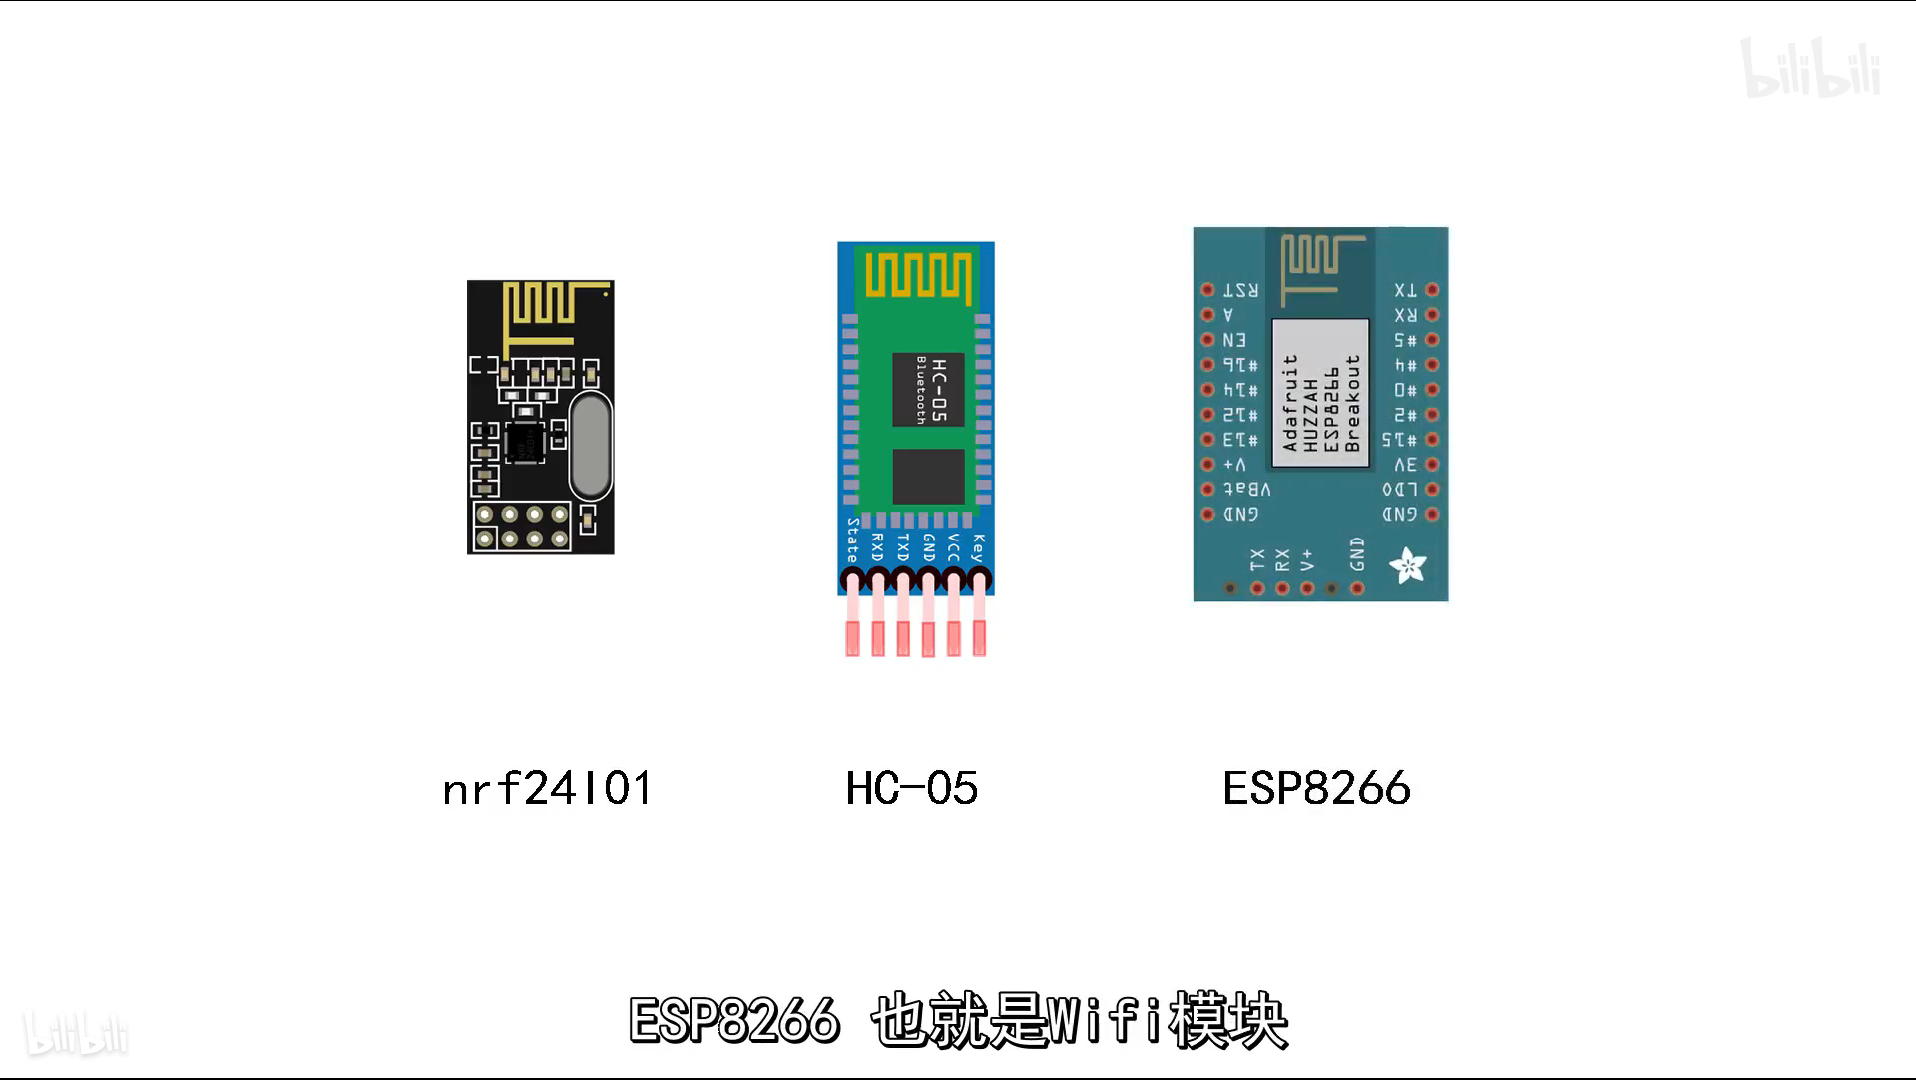 bilibili
HC-05
Bluetooth
State
RXD
TXD
GND
VCC
Key
RST
A
EN
#16
#14
#12
#13
V+
VBat
GND
TX
RX
#5
#4
#0
#2
#15
3V
LDO
GND
Adafruit
HUZZAH
ESP8266
Breakout
TX
RX
V+
GND
nrf24l01
HC-05
ESP8266
ESP8266 也就是Wifi模块
bilibili